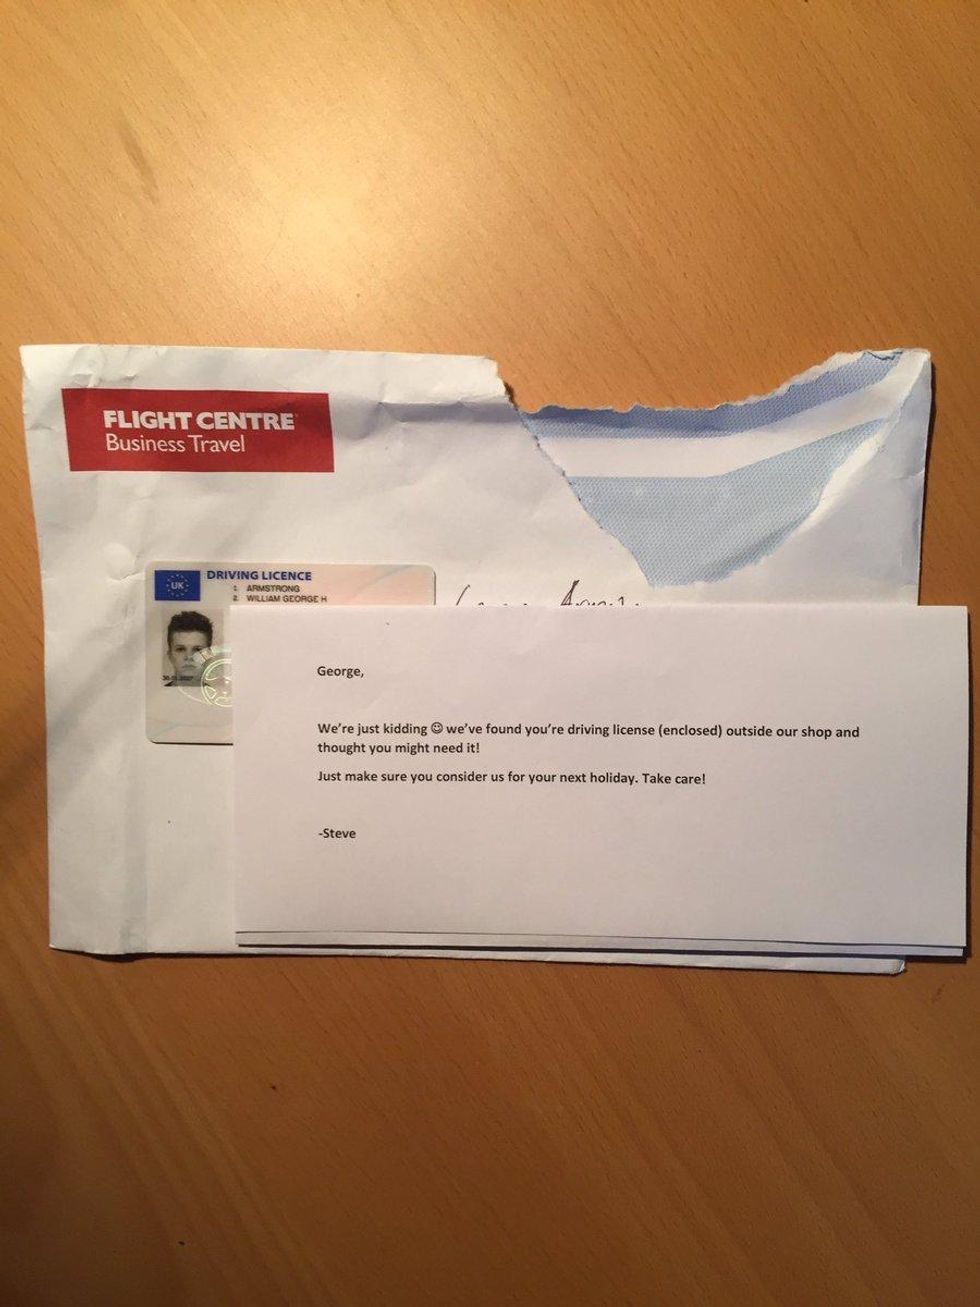 FLIGHT CENTRE
Business Travel
UK
DRIVING LICENCE
1. ARMSTRONG
2. WILLIAM GEORGE H
George,
We're just kidding ☺ we've found you're driving license (enclosed) outside our shop and
thought you might need it!
Just make sure you consider us for your next holiday. Take care!
-Steve